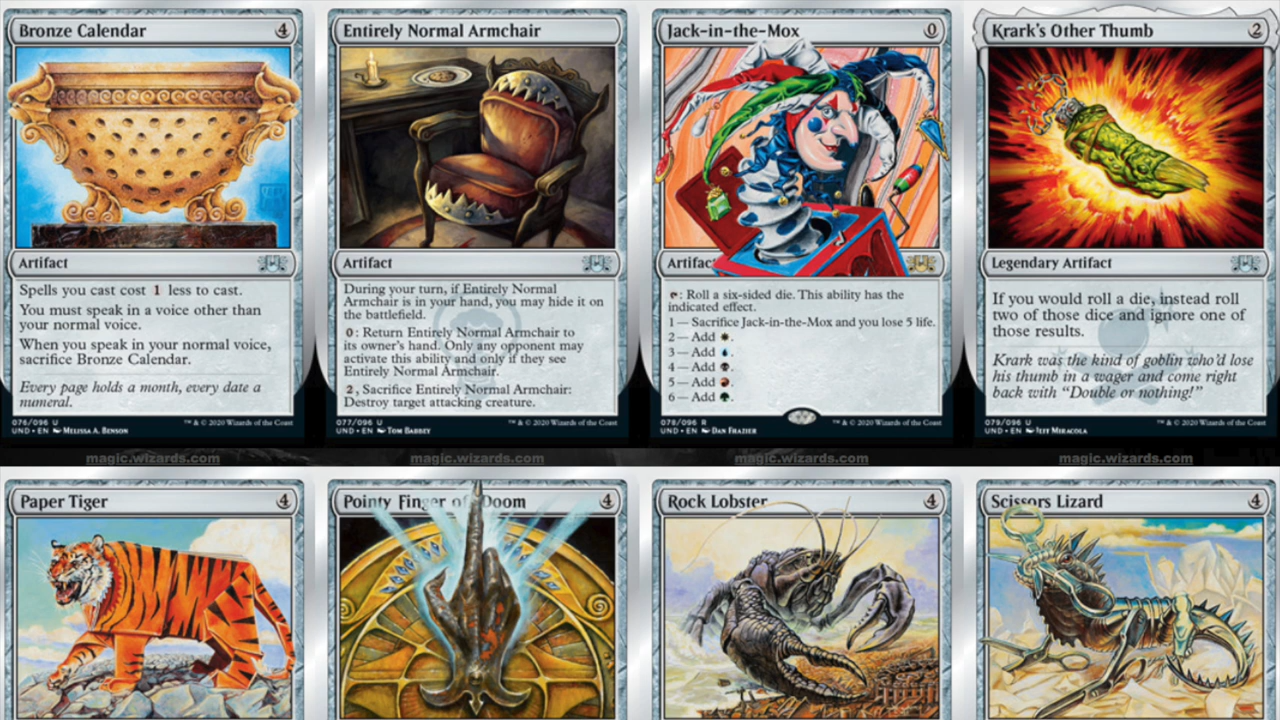 Bronze Calendar 4
Artifact
Spells you cast cost 1 less to cast.
You must speak in a voice other than
your normal voice.
When you speak in your normal voice,
sacrifice Bronze Calendar.
Every page holds a month, every date a
numeral.
076/096 U
UND • EN Melissa A. Benson
™ & © 2020 Wizards of the Coast
Entirely Normal Armchair
Artifact
During your turn, if Entirely Normal
Armchair is in your hand, you may hide it on
the battlefield.
0: Return Entirely Normal Armchair to
its owner's hand. Only any opponent may
activate this ability and only if they see
Entirely Normal Armchair.
2, Sacrifice Entirely Normal Armchair:
Destroy target attacking creature.
077/096 U
UND • EN Tom Babbey
™ & © 2020 Wizards of the Coast
Jack-in-the-Mox 0
Artifact
: Roll a six-sided die. This ability has the
indicated effect.
1 — Sacrifice Jack-in-the-Mox and you lose 5 life.
2 — Add .
3 — Add .
4 — Add .
5 — Add .
6 — Add .
078/096 R
UND • EN Dan Frazier
™ & © 2020 Wizards of the Coast
Krark's Other Thumb 2
Legendary Artifact
If you would roll a die, instead roll
two of those dice and ignore one of
those results.
Krark was the kind of goblin who'd lose
his thumb in a wager and come right
back with “Double or nothing!”
079/096 U
UND • EN Jeff Miracola
™ & © 2020 Wizards of the Coast
magic.wizards.com
magic.wizards.com
magic.wizards.com
magic.wizards.com
Paper Tiger 4
Pointy Finger of Doom 4
Rock Lobster 4
Scissors Lizard 4